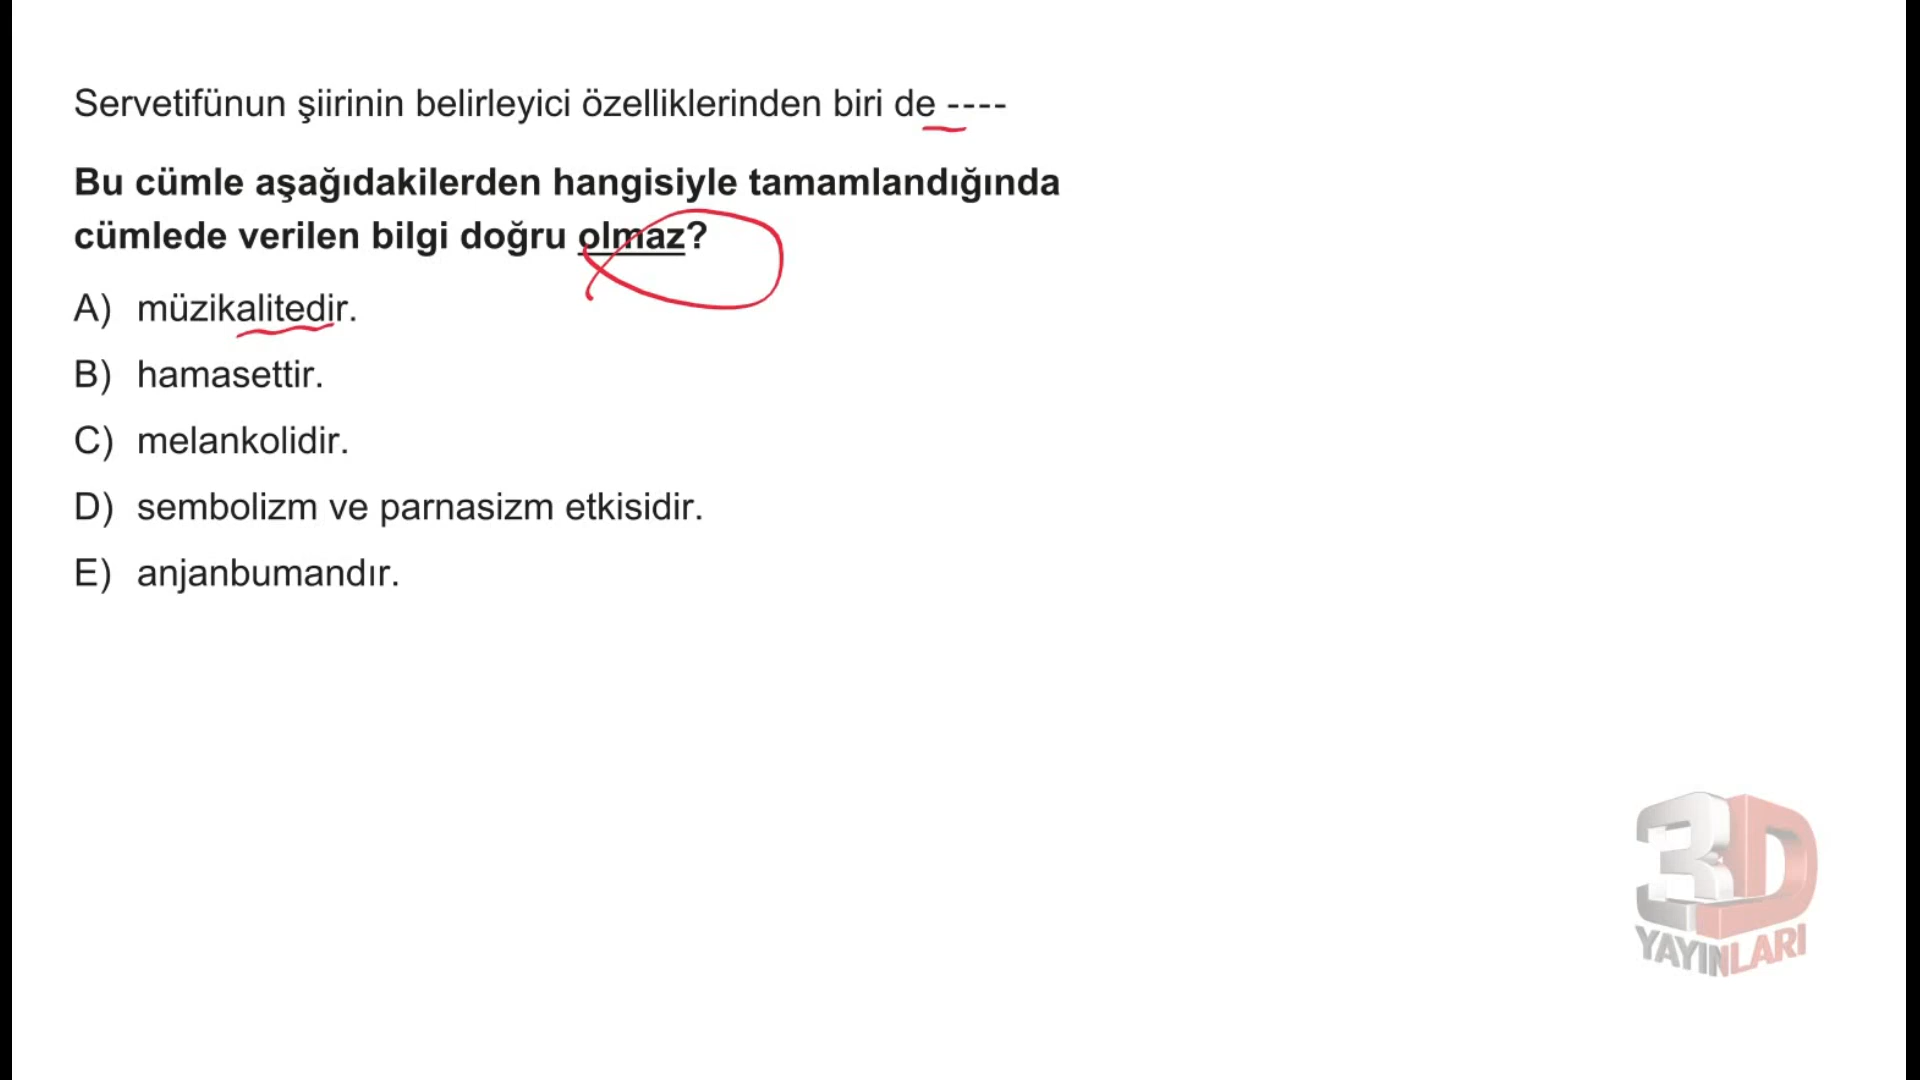 Servetifünun şiirinin belirleyici özelliklerinden biri de ----
Bu cümle aşağıdakilerden hangisiyle tamamlandığında
cümlede verilen bilgi doğru olmaz?
A) müzikalitedir.
B) hamasettir.
C) melankolidir.
D) sembolizm ve parnasizm etkisidir.
E) anjanbumandır.
3D
YAYINLARI